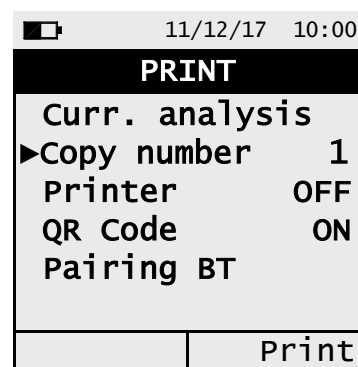 11/12/17 10:00
PRINT
Curr. analysis
►Copy number 1
Printer OFF
QR Code ON
Pairing BT
Print